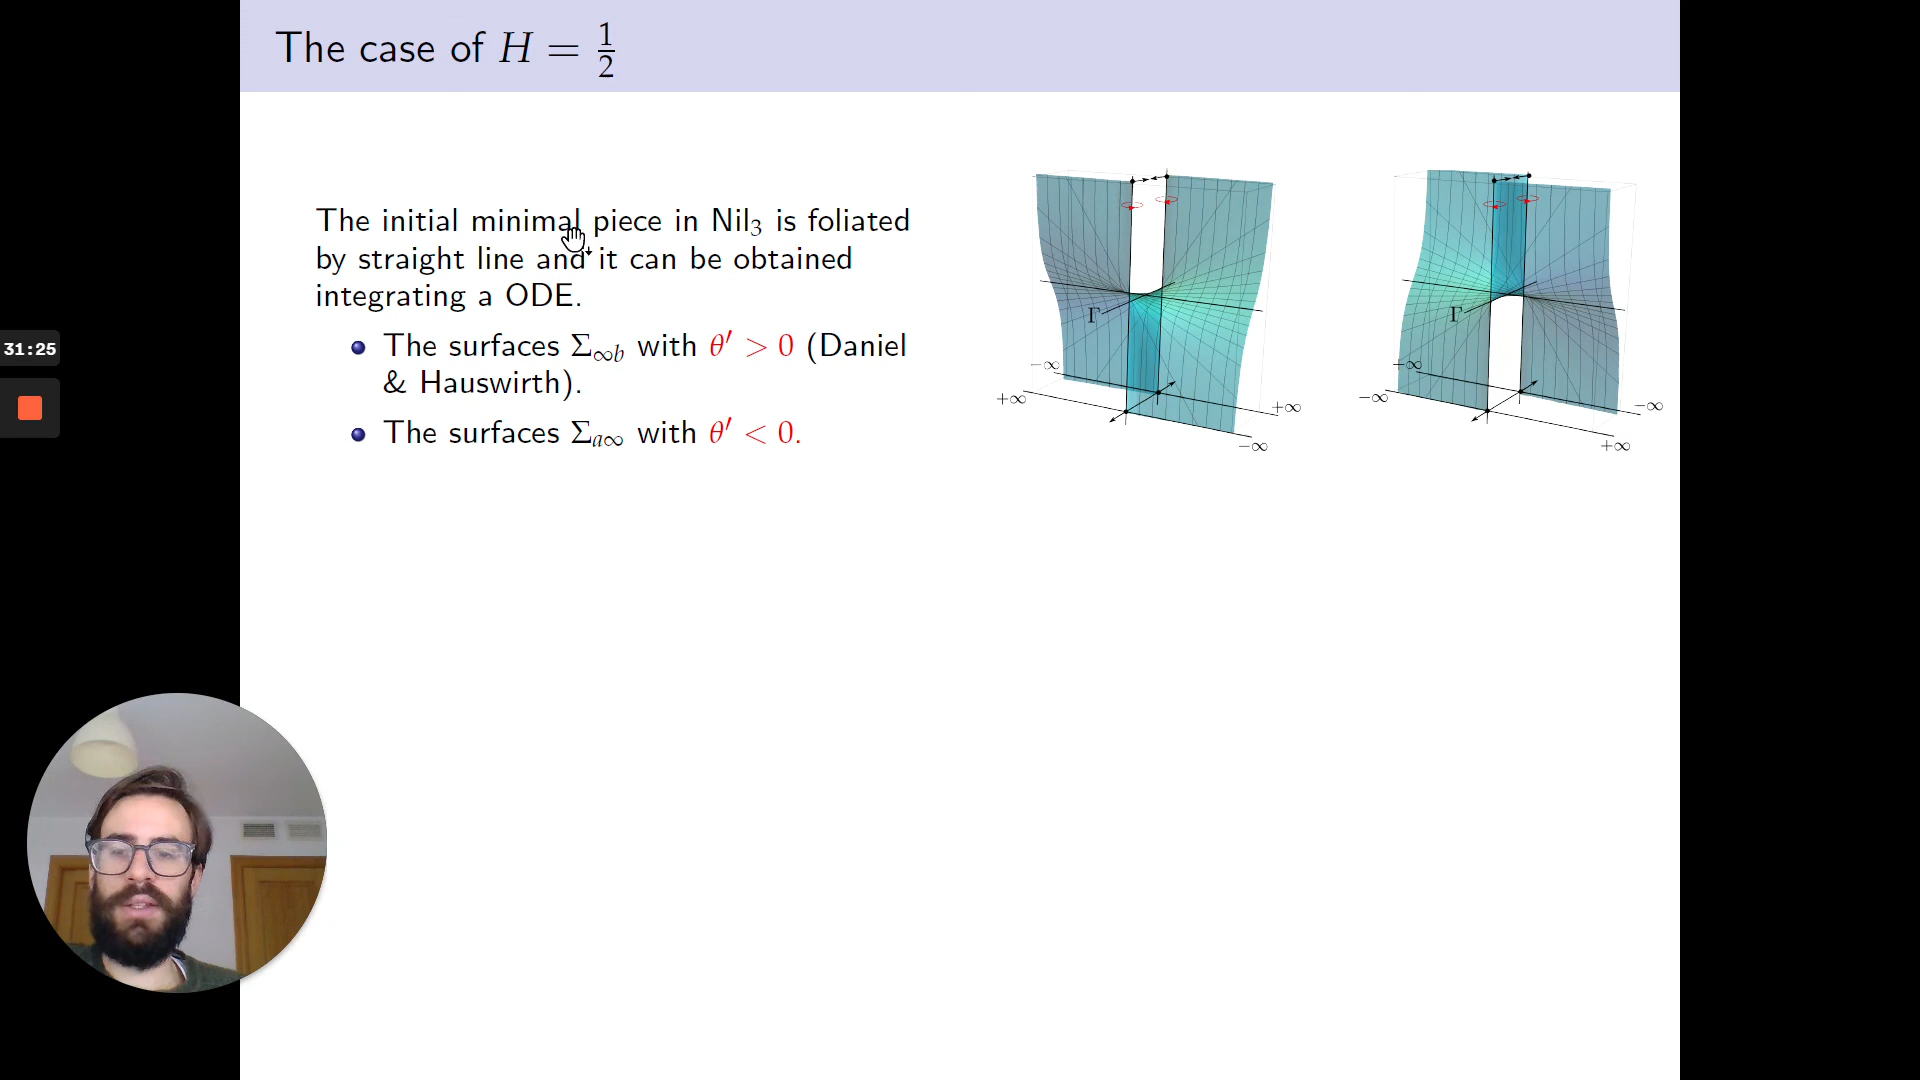 The case of H = 1/2
The initial minimal piece in Nil₃ is foliated
by straight line and it can be obtained
integrating a ODE.
The surfaces Σ∞b with θ′ > 0 (Daniel
& Hauswirth).
The surfaces Σa∞ with θ′ < 0.
Γ
−∞
+∞
+∞
−∞
Γ
+∞
−∞
−∞
+∞
31:25